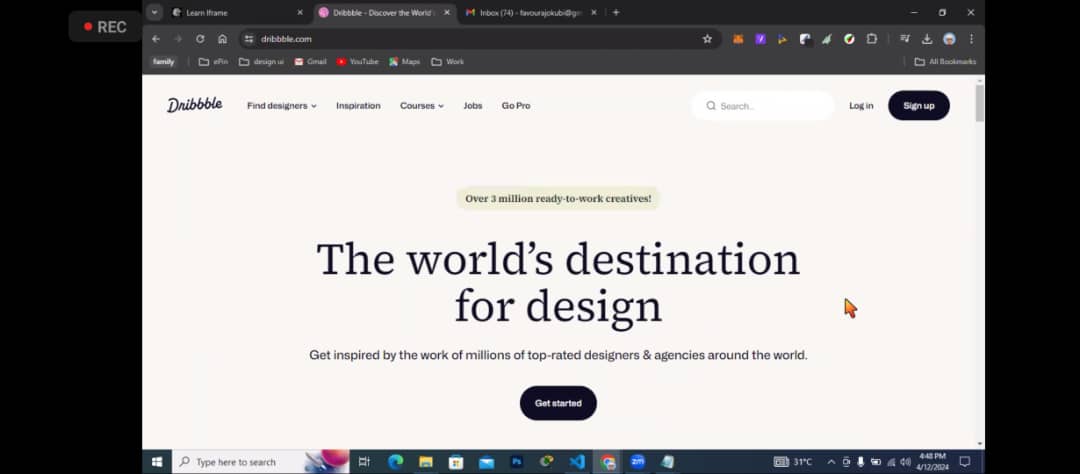 REC
Learn Iframe
Dribbble - Discover the World's
Inbox (74) - favourajokubi@gm
dribbble.com
family
ePin
design ui
Gmail
YouTube
Maps
Work
All Bookmarks
Dribbble
Find designers
Inspiration
Courses
Jobs
Go Pro
Search...
Log in
Sign up
Over 3 million ready-to-work creatives!
The world's destination
for design
Get inspired by the work of millions of top-rated designers & agencies around the world.
Get started
Type here to search
Ps
zm
31°C
4:48 PM
4/12/2024